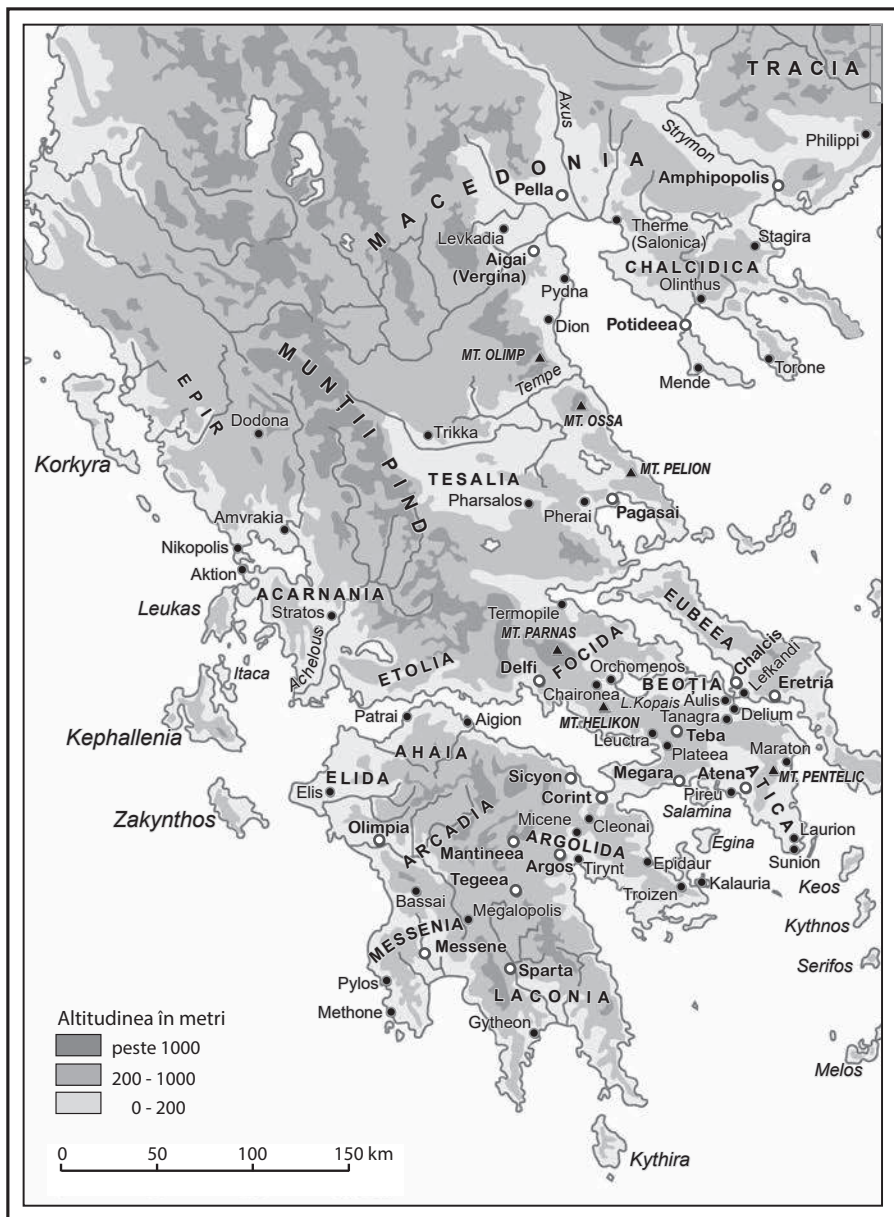 TRACIA
Axus
Strymon
Philippi
MACEDONIA
Pella
Amphipopolis
Levkadia
Therme
(Salonica)
Stagira
Aigai
(Vergina)
CHALCIDICA
Olinthus
Pydna
Dion
Potideea
MT. OLIMP
Tempe
Mende
Torone
MUNȚII PIND
EPIR
Dodona
Trikka
MT. OSSA
Korkyra
TESALIA
MT. PELION
Pharsalos
Pherai
Pagasai
Amvrakia
Nikopolis
Aktion
ACARNANIA
Leukas
Stratos
Termopile
EUBEEA
MT. PARNAS
FOCIDA
Itaca
Achelous
ETOLIA
Delfi
Orchomenos
Chalcis
Lefkandi
BEOȚIA
Eretria
Chaironea
L.Kopais
Aulis
Kephallenia
Patrai
Aigion
MT. HELIKON
Tanagra
Delium
Leuctra
Teba
AHAIA
Plateea
Maraton
ELIDA
Sicyon
Megara
Atena
MT. PENTELIC
Elis
Corint
Pireu
ATICA
Zakynthos
Salamina
Olimpia
ARCADIA
Micene
Cleonai
Egina
Laurion
Mantineea
ARGOLIDA
Sunion
Argos
Tirynt
Epidaur
Keos
Tegeea
Troizen
Kalauria
Bassai
Megalopolis
Kythnos
MESSENIA
Messene
Sparta
Serifos
Pylos
LACONIA
Methone
Gytheon
Melos
Kythira
Altitudinea în metri
peste 1000
200 - 1000
0 - 200
0 50 100 150 km